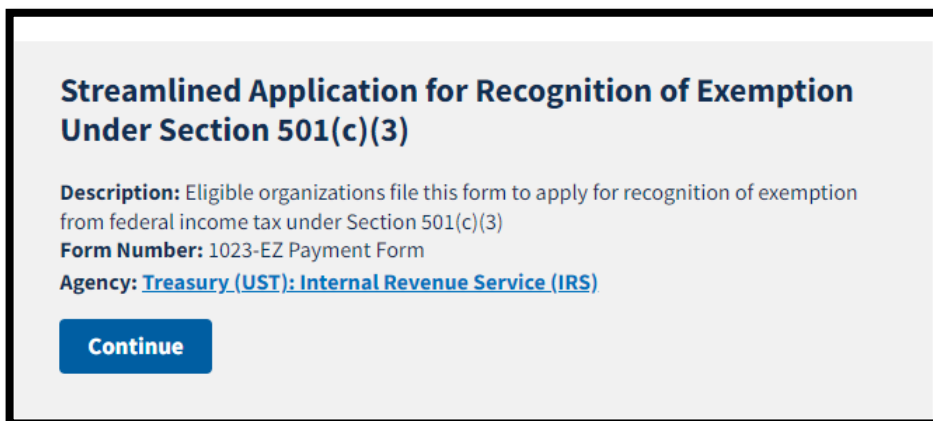 Streamlined Application for Recognition of Exemption
Under Section 501(c)(3)
Description: Eligible organizations file this form to apply for recognition of exemption
from federal income tax under Section 501(c)(3)
Form Number: 1023-EZ Payment Form
Agency: Treasury (UST): Internal Revenue Service (IRS)
Continue